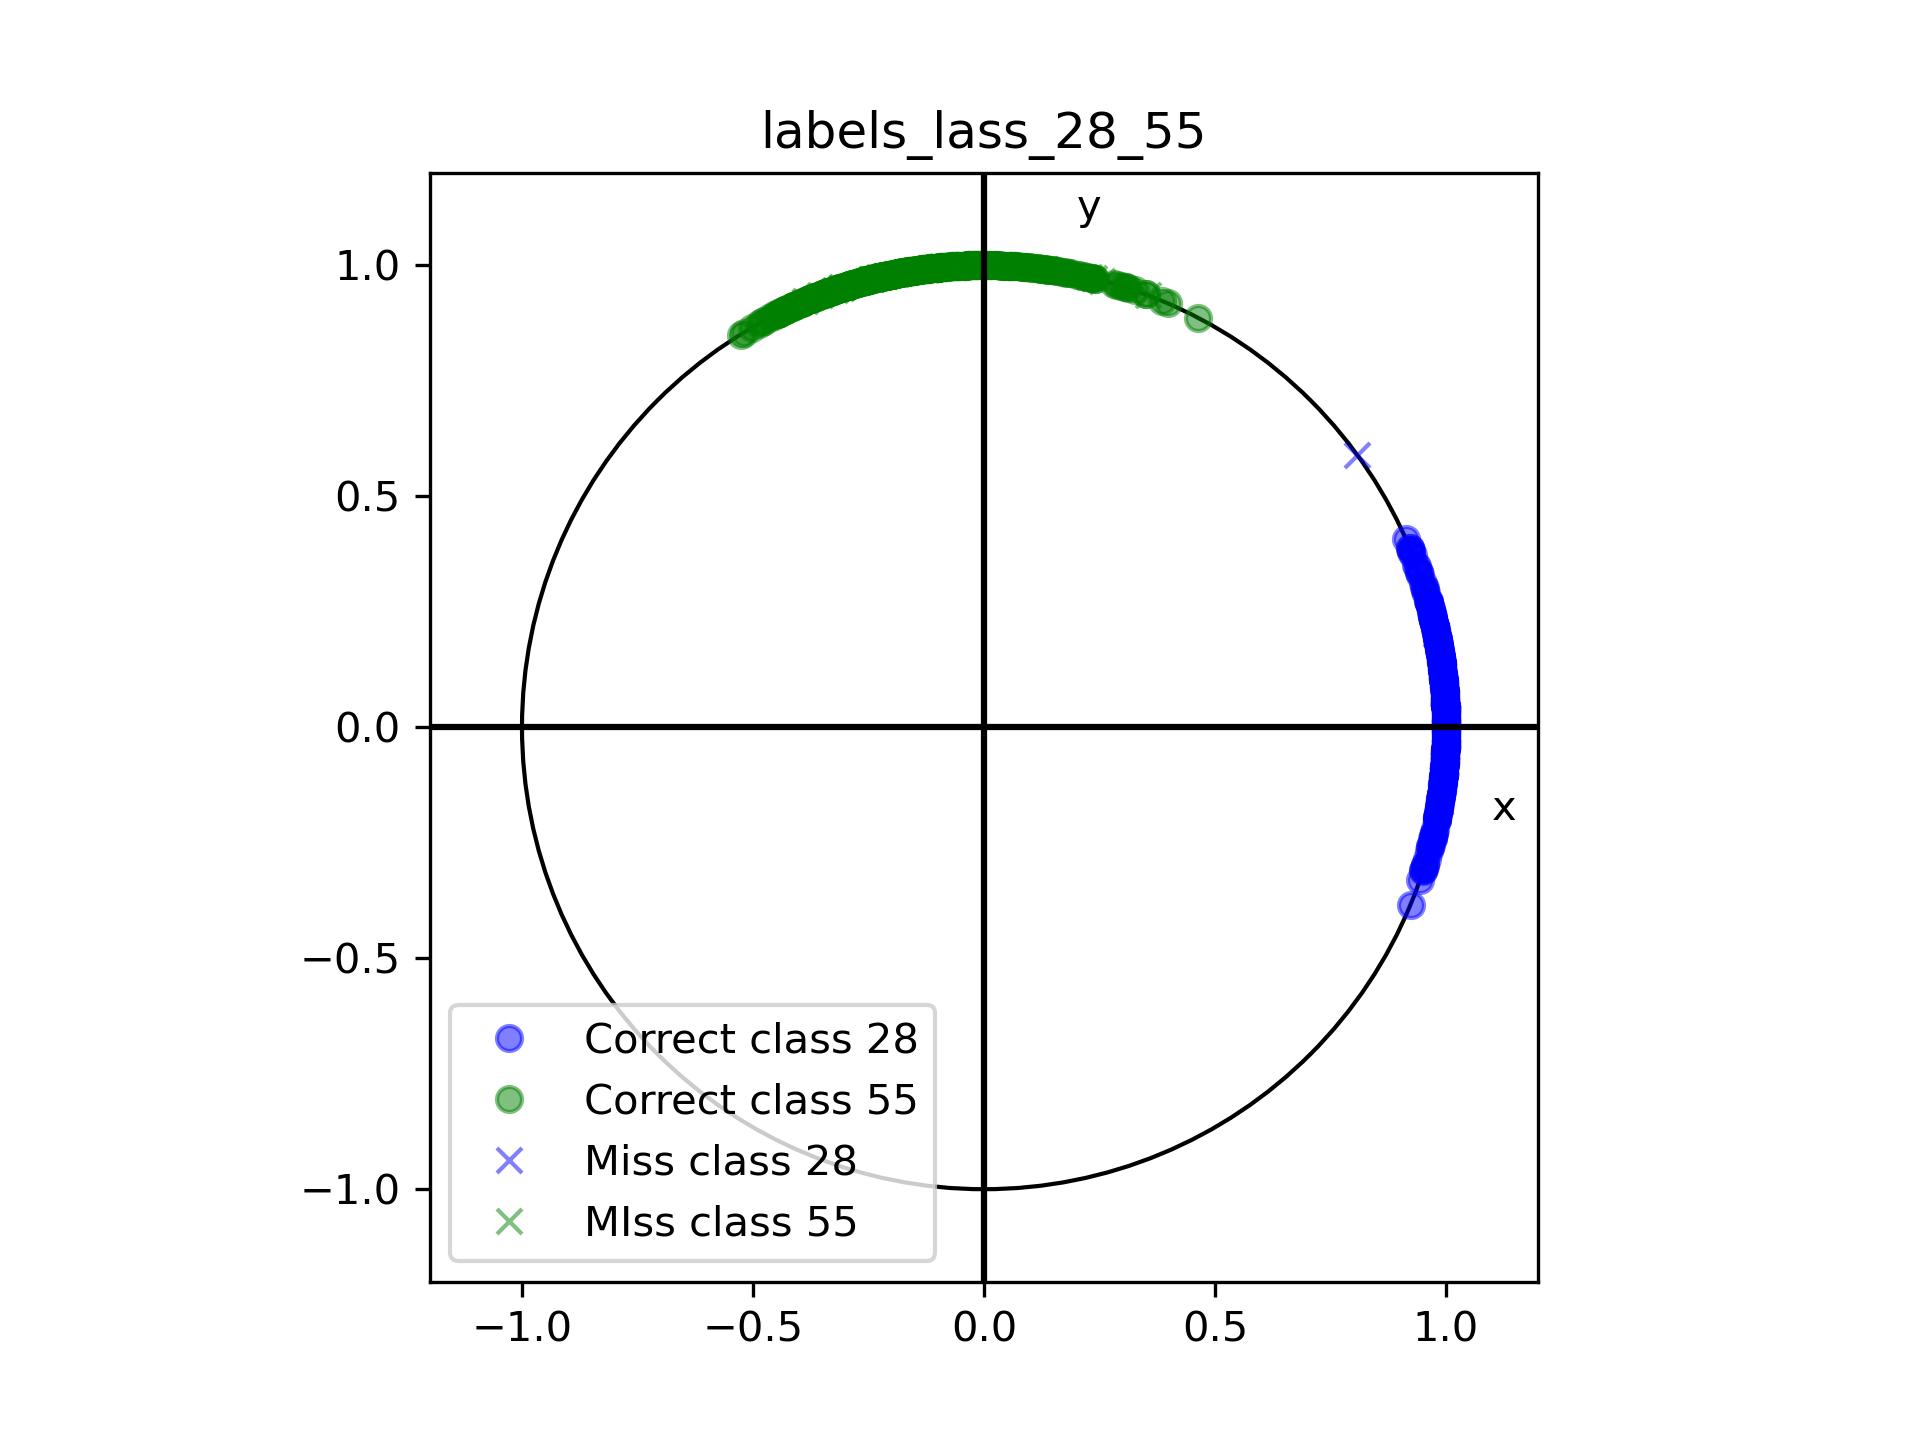 labels_lass_28_55
y
1.0
0.5
0.0
x
−0.5
−1.0
Correct class 28
Correct class 55
Miss class 28
MIss class 55
−1.0 −0.5 0.0 0.5 1.0